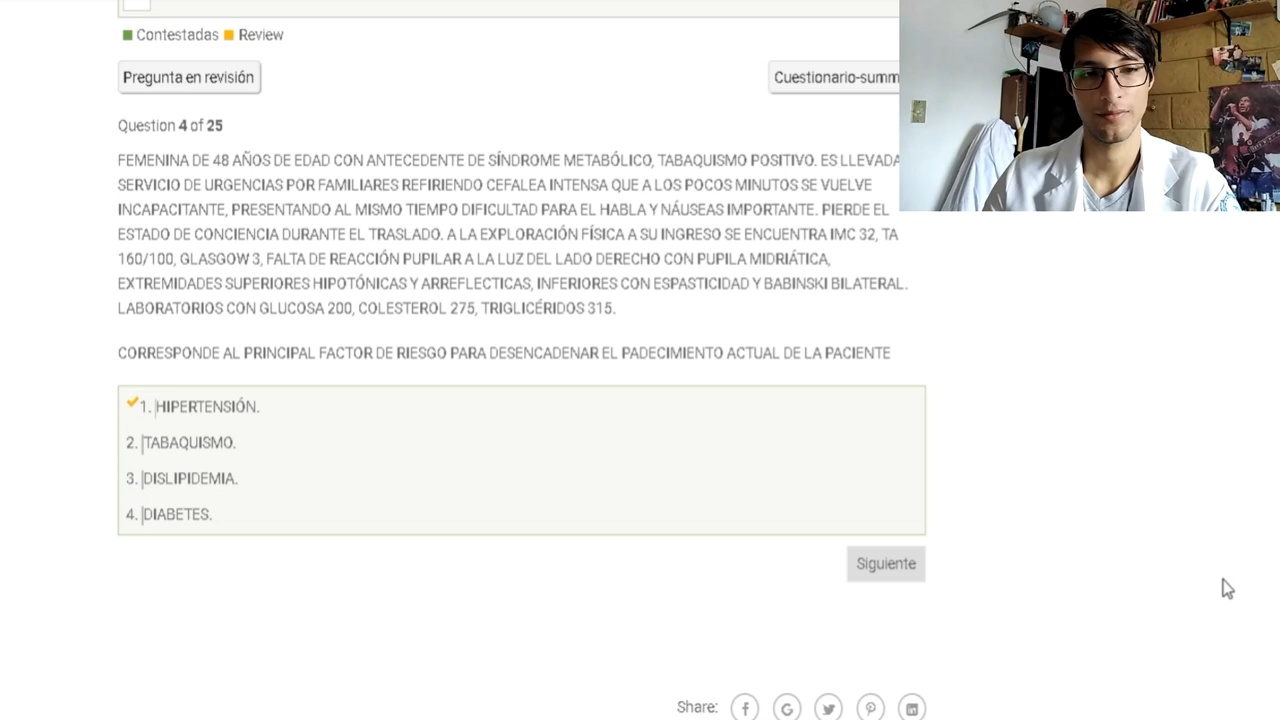 Contestadas Review
Pregunta en revisión
Cuestionario-summ
Question 4 of 25
FEMENINA DE 48 AÑOS DE EDAD CON ANTECEDENTE DE SÍNDROME METABÓLICO, TABAQUISMO POSITIVO. ES LLEVADA
SERVICIO DE URGENCIAS POR FAMILIARES REFIRIENDO CEFALEA INTENSA QUE A LOS POCOS MINUTOS SE VUELVE
INCAPACITANTE, PRESENTANDO AL MISMO TIEMPO DIFICULTAD PARA EL HABLA Y NÁUSEAS IMPORTANTE. PIERDE EL
ESTADO DE CONCIENCIA DURANTE EL TRASLADO. A LA EXPLORACIÓN FÍSICA A SU INGRESO SE ENCUENTRA IMC 32, TA
160/100, GLASGOW 3, FALTA DE REACCIÓN PUPILAR A LA LUZ DEL LADO DERECHO CON PUPILA MIDRIÁTICA,
EXTREMIDADES SUPERIORES HIPOTÓNICAS Y ARREFLECTICAS, INFERIORES CON ESPASTICIDAD Y BABINSKI BILATERAL.
LABORATORIOS CON GLUCOSA 200, COLESTEROL 275, TRIGLICÉRIDOS 315.
CORRESPONDE AL PRINCIPAL FACTOR DE RIESGO PARA DESENCADENAR EL PADECIMIENTO ACTUAL DE LA PACIENTE
1. HIPERTENSIÓN.
2. TABAQUISMO.
3. DISLIPIDEMIA.
4. DIABETES.
Siguiente
Share: